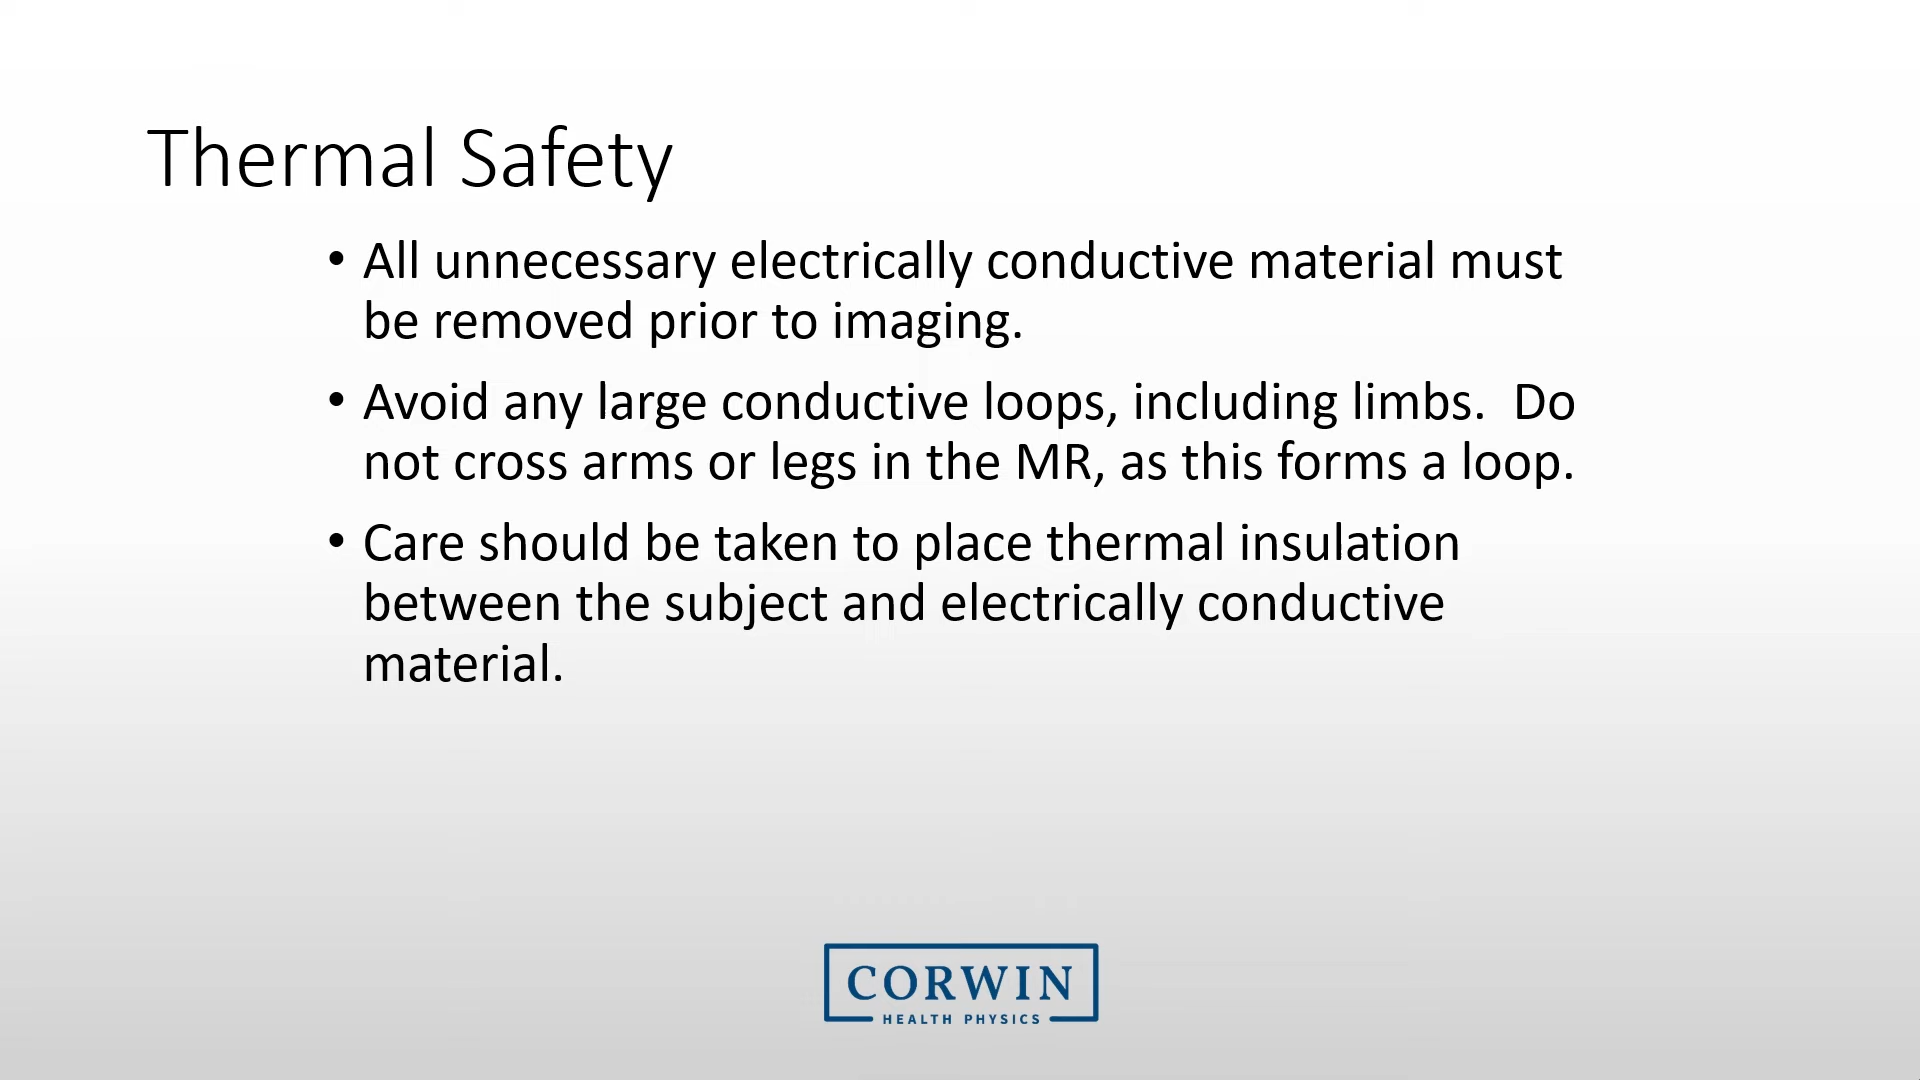 Thermal Safety
• All unnecessary electrically conductive material must
be removed prior to imaging.
• Avoid any large conductive loops, including limbs.  Do
not cross arms or legs in the MR, as this forms a loop.
• Care should be taken to place thermal insulation
between the subject and electrically conductive
material.
CORWIN
HEALTH PHYSICS